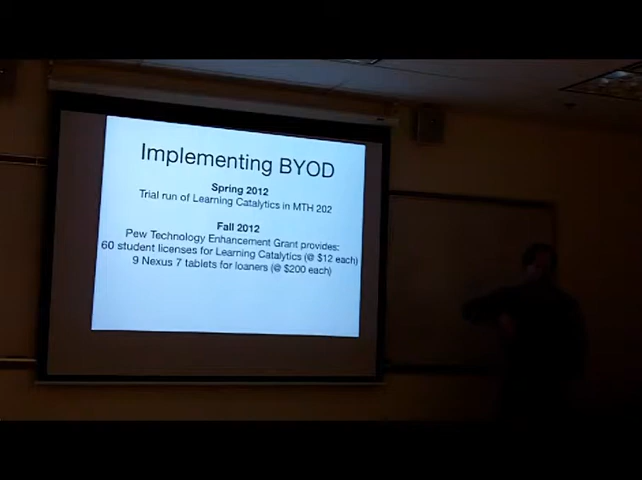 Implementing BYOD
Spring 2012
Trial run of Learning Catalytics in MTH 202
Fall 2012
Pew Technology Enhancement Grant provides:
60 student licenses for Learning Catalytics (@ $12 each)
9 Nexus 7 tablets for loaners (@ $200 each)